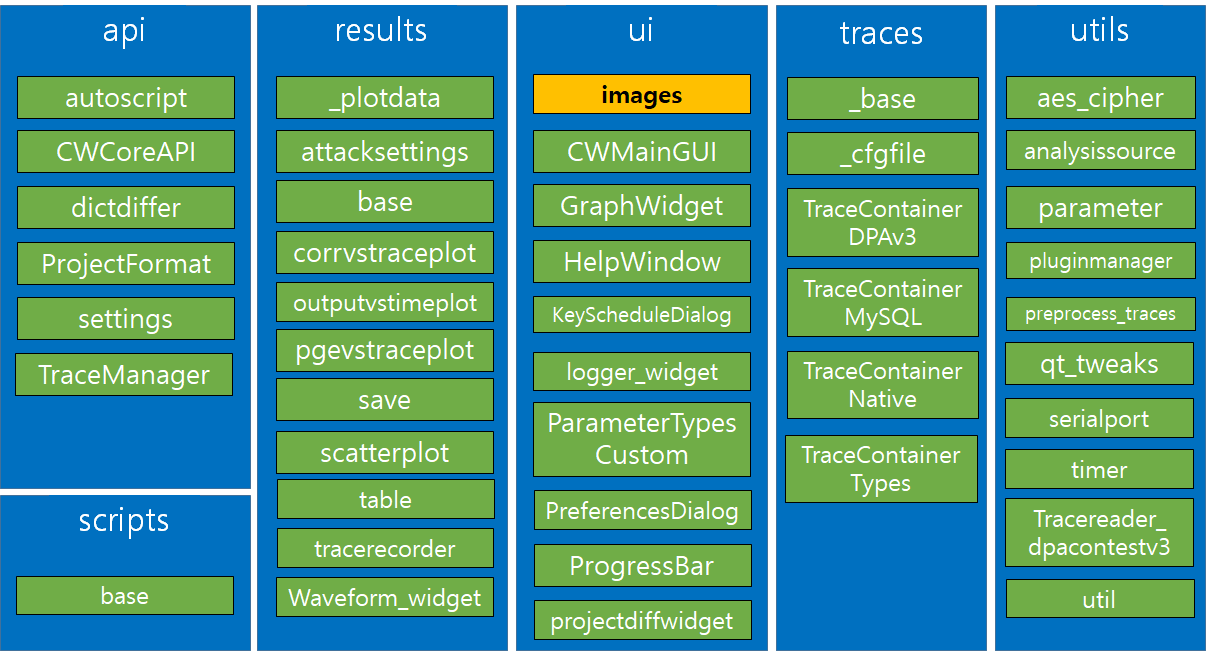 api
autoscript
CWCoreAPI
dictdiffer
ProjectFormat
settings
TraceManager
scripts
base
results
_plotdata
attacksettings
base
corrvstraceplot
outputvstimeplot
pgevstraceplot
save
scatterplot
table
tracerecorder
Waveform_widget
ui
images
CWMainGUI
GraphWidget
HelpWindow
KeyScheduleDialog
logger_widget
ParameterTypes
Custom
PreferencesDialog
ProgressBar
projectdiffwidget
traces
_base
_cfgfile
TraceContainer
DPAv3
TraceContainer
MySQL
TraceContainer
Native
TraceContainer
Types
utils
aes_cipher
analysissource
parameter
pluginmanager
preprocess_traces
qt_tweaks
serialport
timer
Tracereader_
dpacontestv3
util